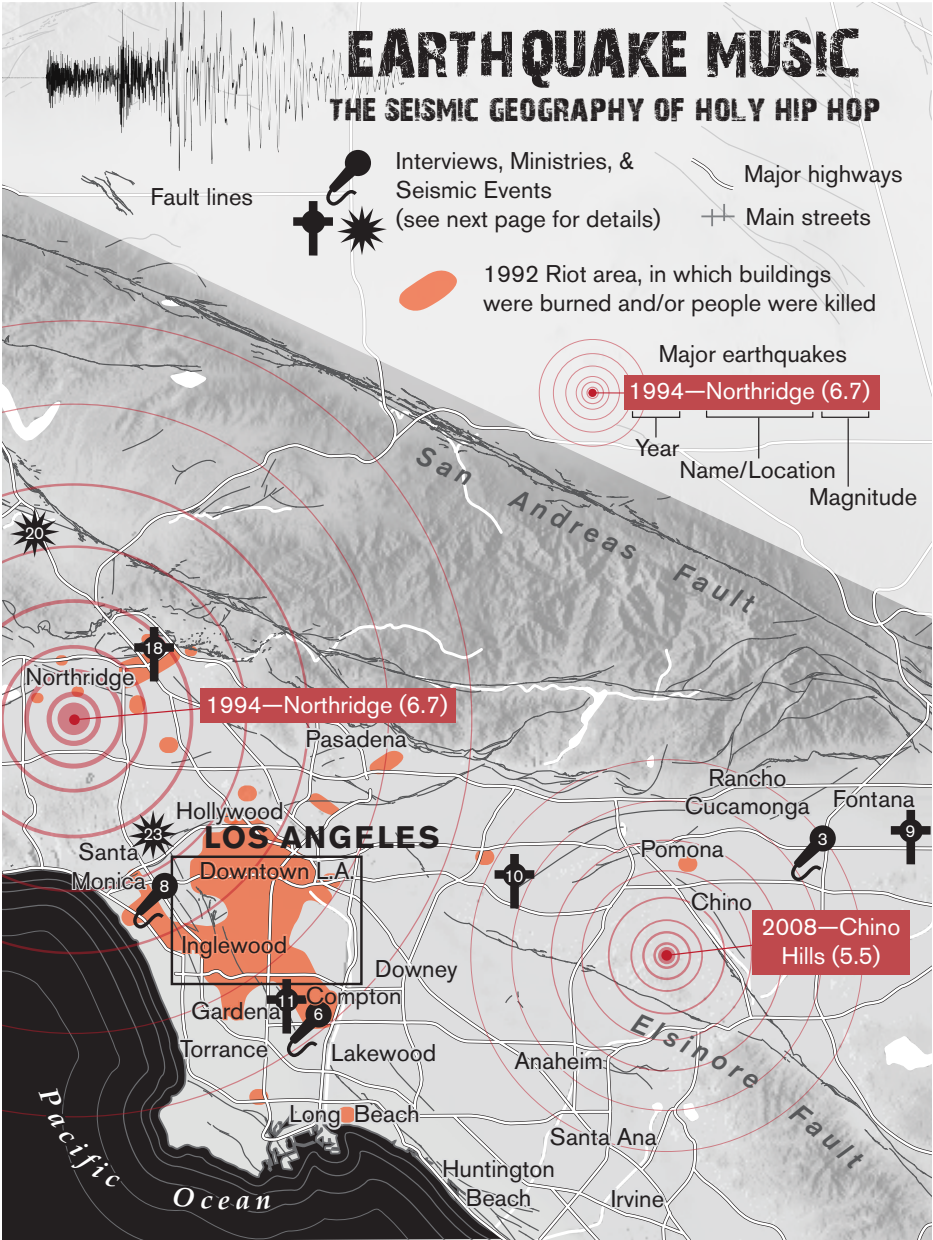 EARTHQUAKE MUSIC
THE SEISMIC GEOGRAPHY OF HOLY HIP HOP
Fault lines
Interviews, Ministries, &
Seismic Events
(see next page for details)
Major highways
Main streets
1992 Riot area, in which buildings
were burned and/or people were killed
Major earthquakes
1994—Northridge (6.7)
Year
Name/Location
Magnitude
San Andreas Fault
20
18
Northridge
1994—Northridge (6.7)
Pasadena
Rancho
Cucamonga
Fontana
Hollywood
23
LOS ANGELES
3
9
Santa
Monica
8
Downtown L.A.
10
Pomona
Chino
2008—Chino
Hills (5.5)
Inglewood
Downey
Gardena
11
Compton
6
Elsinore Fault
Torrance
Lakewood
Anaheim
Long Beach
Santa Ana
Pacific
Ocean
Huntington
Beach
Irvine